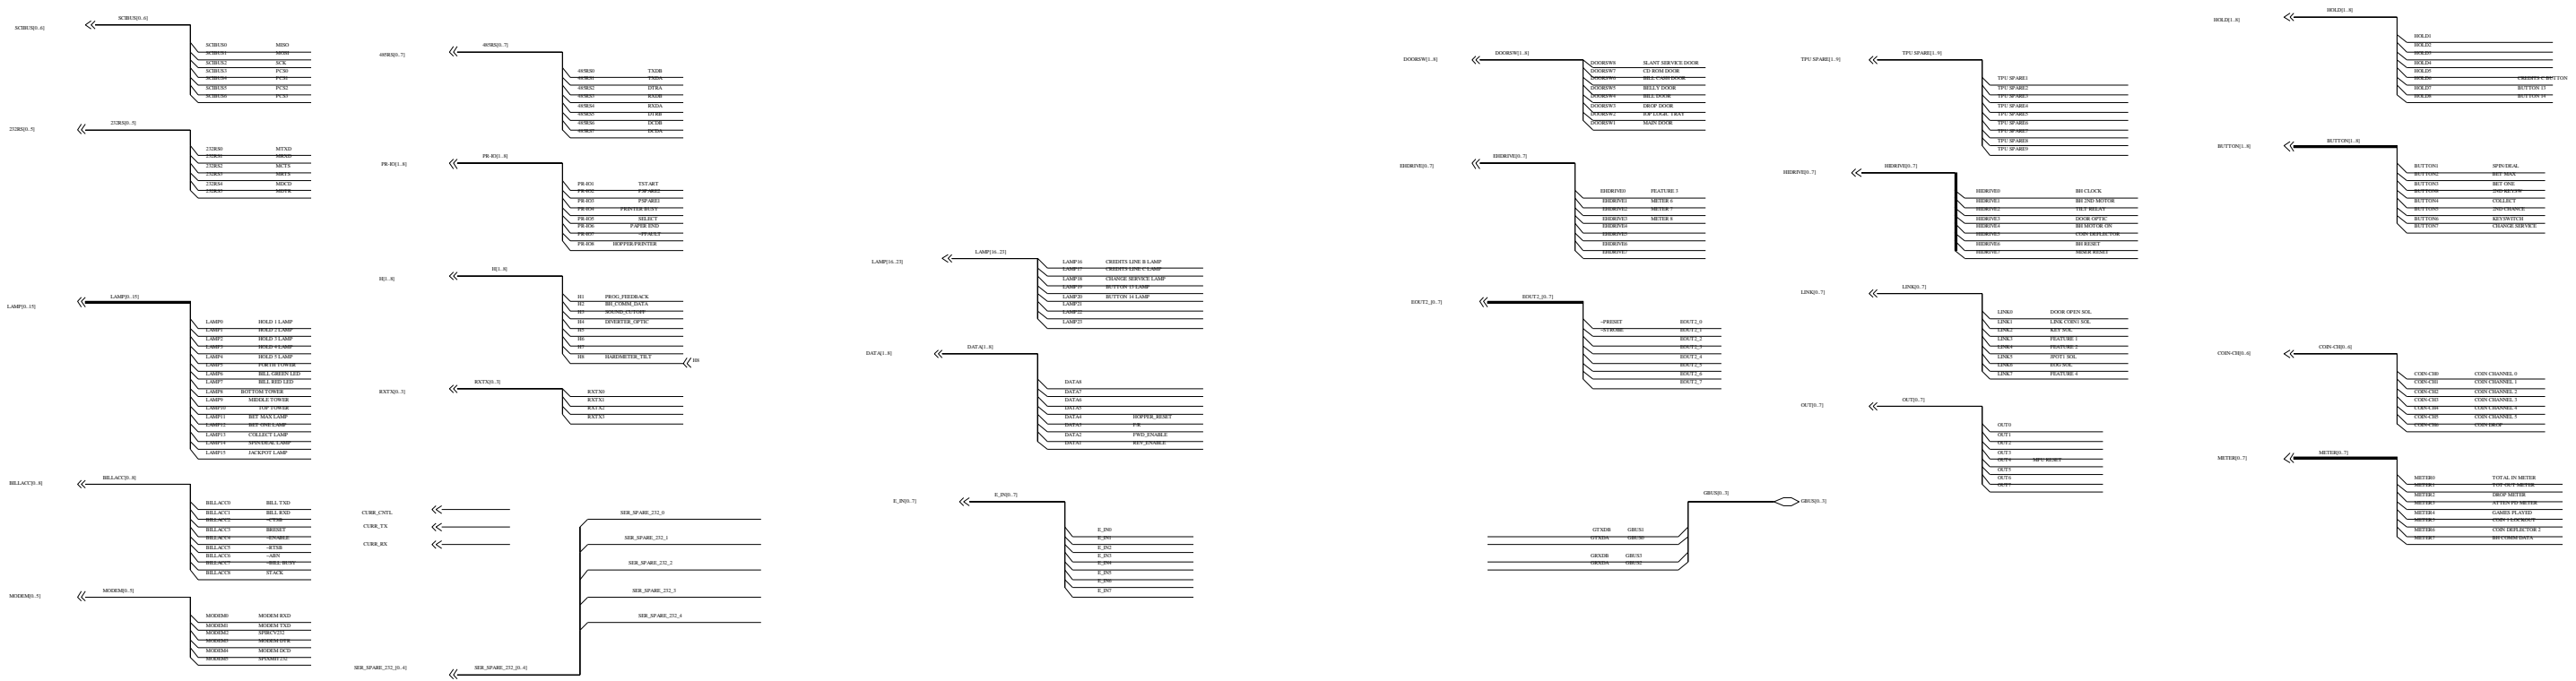 SCIBUS[0..6]
SCIBUS[0..6]
SCIBUS0 MISO
SCIBUS1 MOSI
SCIBUS2 SCK
SCIBUS3 PCS0
SCIBUS4 PCS1
SCIBUS5 PCS2
SCIBUS6 PCS3
232RS[0..5]
232RS[0..5]
232RS0 MTXD
232RS1 MRXD
232RS2 MCTS
232RS3 MRTS
232RS4 MDCD
232RS5 MDTR
LAMP[0..15]
LAMP[0..15]
LAMP0 HOLD 1 LAMP
LAMP1 HOLD 2 LAMP
LAMP2 HOLD 3 LAMP
LAMP3 HOLD 4 LAMP
LAMP4 HOLD 5 LAMP
LAMP5 FORTH TOWER
LAMP6 BILL GREEN LED
LAMP7 BILL RED LED
LAMP8 BOTTOM TOWER
LAMP9 MIDDLE TOWER
LAMP10 TOP TOWER
LAMP11 BET MAX LAMP
LAMP12 BET ONE LAMP
LAMP13 COLLECT LAMP
LAMP14 SPIN/DEAL LAMP
LAMP15 JACKPOT LAMP
BILLACC[0..8]
BILLACC[0..8]
BILLACC0 BILL TXD
BILLACC1 BILL RXD
BILLACC2 ~CTSB
BILLACC3 BRESET
BILLACC4 ~ENABLE
BILLACC5 ~RTSB
BILLACC6 ~ABN
BILLACC7 ~BILL BUSY
BILLACC8 STACK
MODEM[0..5]
MODEM[0..5]
MODEM0 MODEM RXD
MODEM1 MODEM TXD
MODEM2 SPIRCV232
MODEM3 MODEM DTR
MODEM4 MODEM DCD
MODEM5 SPIXMIT232
485RS[0..7]
485RS[0..7]
485RS0 TXDB
485RS1 TXDA
485RS2 DTRA
485RS3 RXDB
485RS4 RXDA
485RS5 DTRB
485RS6 DCDB
485RS7 DCDA
PR-IO[1..8]
PR-IO[1..8]
PR-IO1 TSTART
PR-IO2 PSPARE2
PR-IO3 PSPARE1
PR-IO4 PRINTER BUSY
PR-IO5 SELECT
PR-IO6 PAPER END
PR-IO7 ~PFAULT
PR-IO8 HOPPER/PRINTER
H[1..8]
H[1..8]
H1 PROG_FEEDBACK
H2 BH_COMM_DATA
H3 SOUND_CUTOFF
H4 DIVERTER_OPTIC
H5
H6
H7
H8 HARDMETER_TILT
H8
RXTX[0..3]
RXTX[0..3]
RXTX0
RXTX1
RXTX2
RXTX3
CURR_CNTL
CURR_TX
CURR_RX
SER_SPARE_232_0
SER_SPARE_232_1
SER_SPARE_232_2
SER_SPARE_232_3
SER_SPARE_232_4
SER_SPARE_232_[0..4]
SER_SPARE_232_[0..4]
LAMP[16..23]
LAMP[16..23]
LAMP16 CREDITS LINE B LAMP
LAMP17 CREDITS LINE C LAMP
LAMP18 CHANGE SERVICE LAMP
LAMP19 BUTTON 13 LAMP
LAMP20 BUTTON 14 LAMP
LAMP21
LAMP22
LAMP23
DATA[1..8]
DATA[1..8]
DATA8
DATA7
DATA6
DATA5
DATA4 HOPPER_RESET
DATA3 P/R
DATA2 FWD_ENABLE
DATA1 REV_ENABLE
E_IN[0..7]
E_IN[0..7]
E_IN0
E_IN1
E_IN2
E_IN3
E_IN4
E_IN5
E_IN6
E_IN7
DOORSW[1..8]
DOORSW[1..8]
DOORSW8 SLANT SERVICE DOOR
DOORSW7 CD ROM DOOR
DOORSW6 BILL CASH DOOR
DOORSW5 BELLY DOOR
DOORSW4 BILL DOOR
DOORSW3 DROP DOOR
DOORSW2 IOP LOGIC TRAY
DOORSW1 MAIN DOOR
EHDRIVE[0..7]
EHDRIVE[0..7]
EHDRIVE0 FEATURE 5
EHDRIVE1 METER 6
EHDRIVE2 METER 7
EHDRIVE3 METER 8
EHDRIVE4
EHDRIVE5
EHDRIVE6
EHDRIVE7
EOUT2_[0..7]
EOUT2_[0..7]
~PRESET EOUT2_0
~STROBE EOUT2_1
EOUT2_2
EOUT2_3
EOUT2_4
EOUT2_5
EOUT2_6
EOUT2_7
GBUS[0..3]
GBUS[0..3]
GTXDB GBUS1
GTXDA GBUS0
GRXDB GBUS3
GRXDA GBUS2
TPU SPARE[1..9]
TPU SPARE[1..9]
TPU SPARE1
TPU SPARE2
TPU SPARE3
TPU SPARE4
TPU SPARE5
TPU SPARE6
TPU SPARE7
TPU SPARE8
TPU SPARE9
HIDRIVE[0..7]
HIDRIVE[0..7]
HIDRIVE0 BH CLOCK
HIDRIVE1 BH 2ND MOTOR
HIDRIVE2 TILT RELAY
HIDRIVE3 DOOR OPTIC
HIDRIVE4 BH MOTOR ON
HIDRIVE5 COIN DEFLECTOR
HIDRIVE6 BH RESET
HIDRIVE7 MIXER RESET
LINK[0..7]
LINK[0..7]
LINK0 DOOR OPEN SOL
LINK1 LINK COIN1 SOL
LINK2 KEY SOL
LINK3 FEATURE 1
LINK4 FEATURE 2
LINK5 JPOT1 SOL
LINK6 EOG SOL
LINK7 FEATURE 4
OUT[0..7]
OUT[0..7]
OUT0
OUT1
OUT2
OUT3
OUT4 MPU RESET
OUT5
OUT6
OUT7
HOLD[1..8]
HOLD[1..8]
HOLD1
HOLD2
HOLD3
HOLD4
HOLD5
HOLD6 CREDITS C BUTTON
HOLD7 BUTTON 13
HOLD8 BUTTON 14
BUTTON[1..8]
BUTTON[1..8]
BUTTON1 SPIN/DEAL
BUTTON2 BET MAX
BUTTON3 BET ONE
BUTTON8 2ND KEYSW
BUTTON4 COLLECT
BUTTON5 2ND CHANCE
BUTTON6 KEYSWITCH
BUTTON7 CHANGE SERVICE
COIN-CH[0..6]
COIN-CH[0..6]
COIN-CH0 COIN CHANNEL 0
COIN-CH1 COIN CHANNEL 1
COIN-CH2 COIN CHANNEL 2
COIN-CH3 COIN CHANNEL 3
COIN-CH4 COIN CHANNEL 4
COIN-CH5 COIN CHANNEL 5
COIN-CH6 COIN DROP
METER[0..7]
METER[0..7]
METER0 TOTAL IN METER
METER1 TOT OUT METER
METER2 DROP METER
METER3 ATTEN PD METER
METER4 GAMES PLAYED
METER5 COIN 1 LOCKOUT
METER6 COIN DEFLECTOR 2
METER7 BH COMM DATA